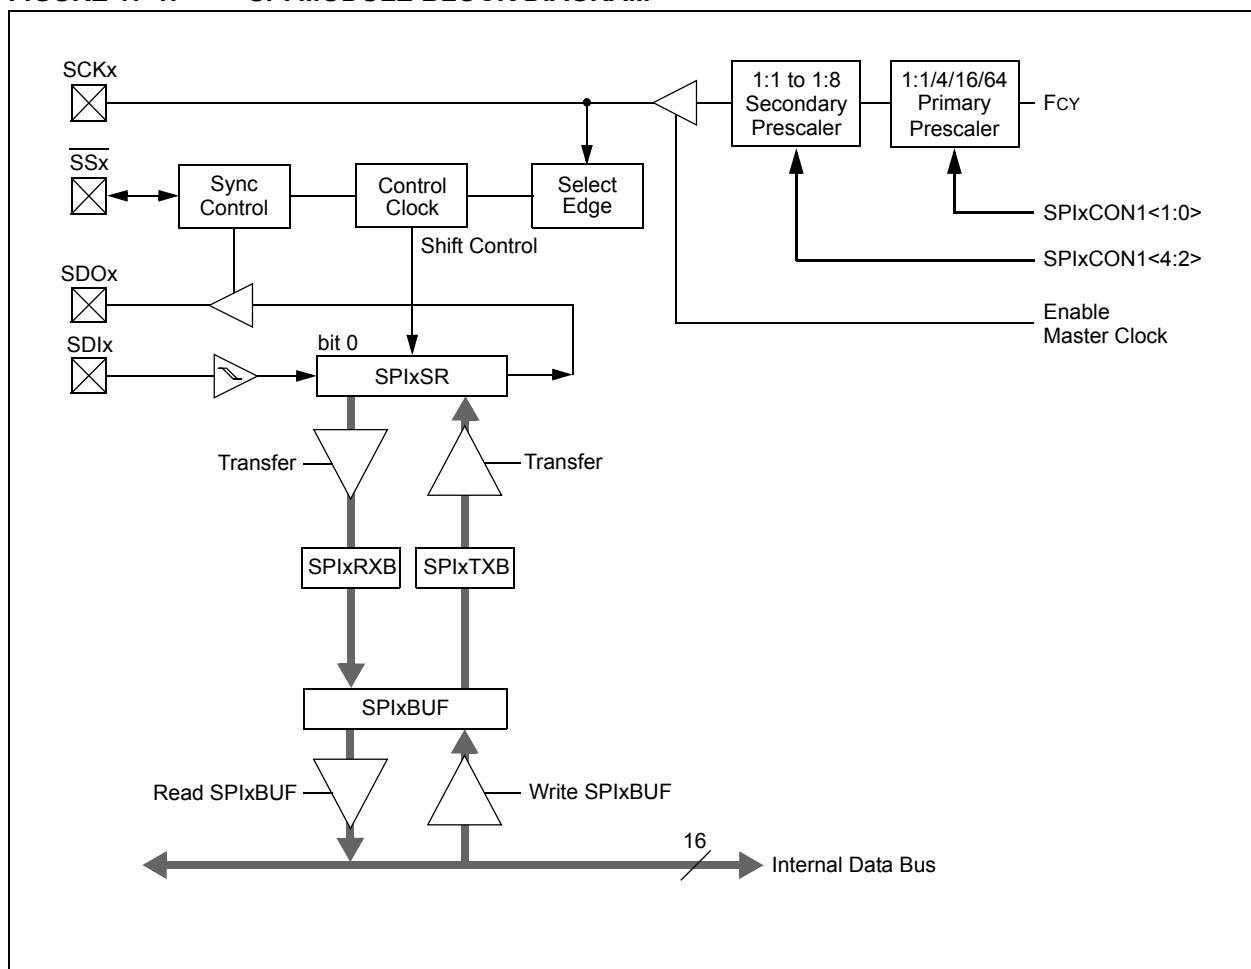 SCKx
1:1 to 1:8
Secondary
Prescaler
1:1/4/16/64
Primary
Prescaler
FCY
SSx
Sync
Control
Control
Clock
Select
Edge
SPIxCON1<1:0>
Shift Control
SPIxCON1<4:2>
SDOx
Enable
Master Clock
SDIx
bit 0
SPIxSR
Transfer
Transfer
SPIxRXB
SPIxTXB
SPIxBUF
Read SPIxBUF
Write SPIxBUF
16
Internal Data Bus